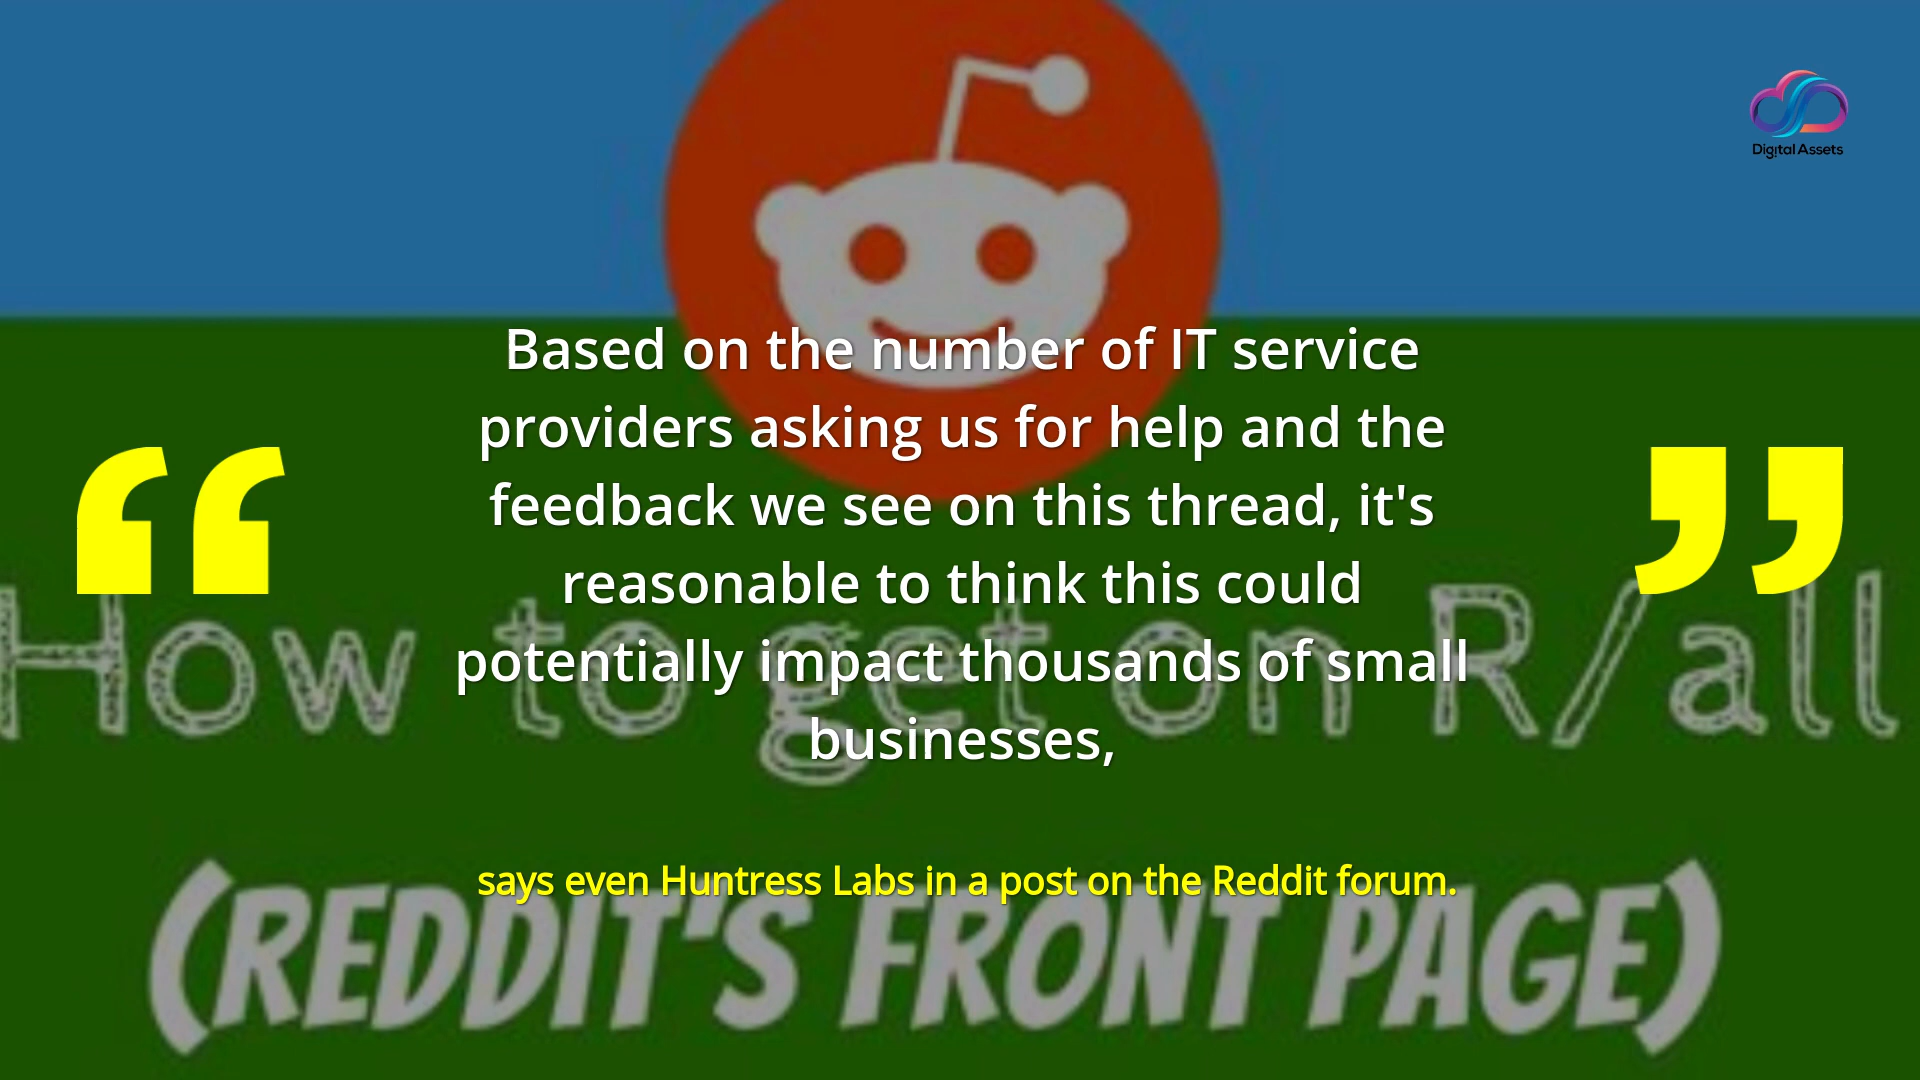 Digital Assets
Based on the number of IT service
providers asking us for help and the
feedback we see on this thread, it's
reasonable to think this could
potentially impact thousands of small
businesses,
“
”
How to get on R/all
says even Huntress Labs in a post on the Reddit forum.
(REDDIT'S FRONT PAGE)